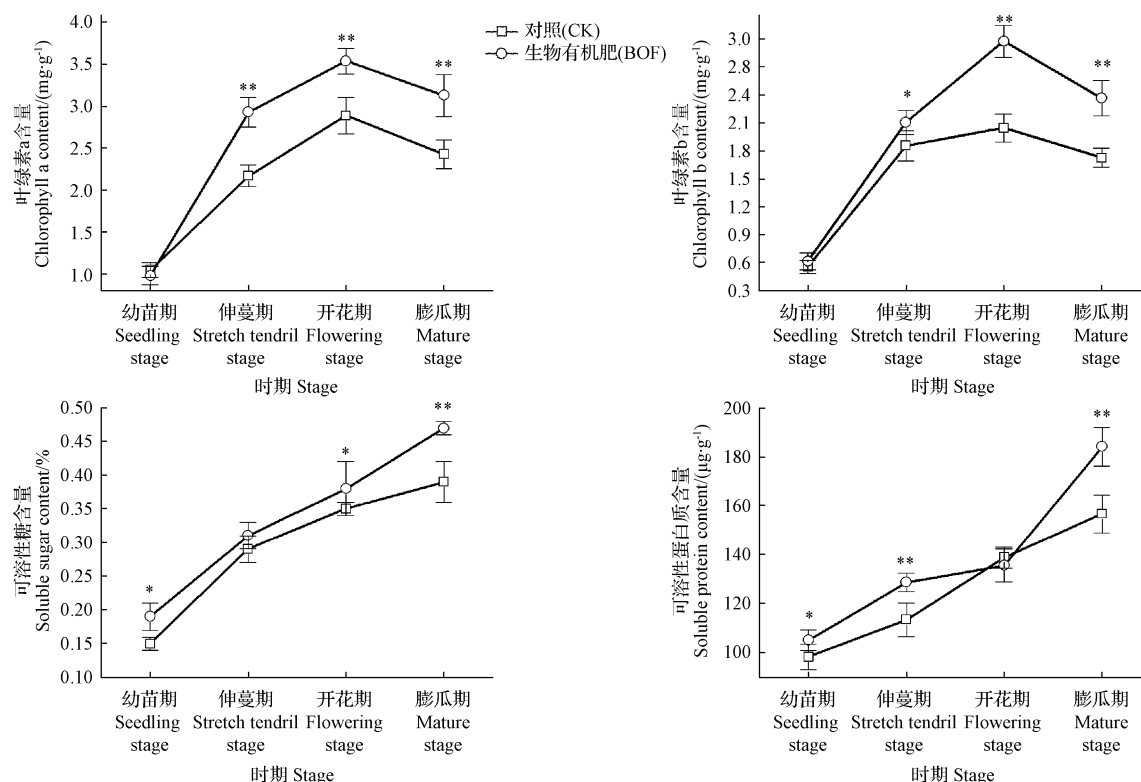 对照(CK)
生物有机肥(BOF)
叶绿素a含量
Chlorophyll a content/(mg·g-1)
4.0
3.5
3.0
2.5
2.0
1.5
1.0
**
**
**
幼苗期 伸蔓期 开花期 膨瓜期
Seedling Stretch tendril Flowering Mature
stage stage stage stage
时期 Stage
叶绿素b含量
Chlorophyll b content/(mg·g-1)
3.0
2.8
2.4
2.1
1.8
1.5
1.2
0.9
0.6
0.3
*
**
**
幼苗期 伸蔓期 开花期 膨瓜期
Seedling Stretch tendril Flowering Mature
stage stage stage stage
时期 Stage
可溶性糖含量
Soluble sugar content/%
0.50
0.45
0.40
0.35
0.30
0.25
0.20
0.15
0.10
*
*
**
幼苗期 伸蔓期 开花期 膨瓜期
Seedling Stretch tendril Flowering Mature
stage stage stage stage
时期 Stage
可溶性蛋白质含量
Soluble protein content/(μg·g-1)
200
180
160
140
120
100
*
**
**
幼苗期 伸蔓期 开花期 膨瓜期
Seedling Stretch tendril Flowering Mature
stage stage stage stage
时期 Stage